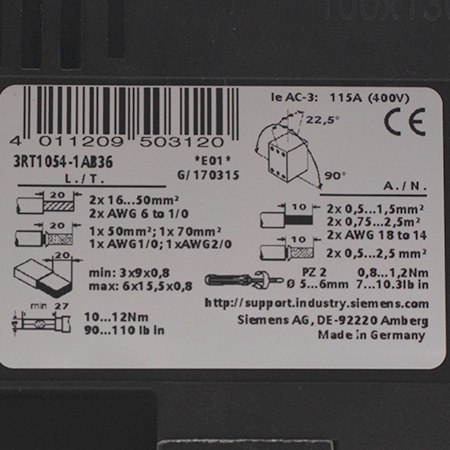 100x130
Ie AC-3: 115A (400V)
22,5°
CE
4 011209 503120
3RT1054-1AB36
*E01*
L./T.
G/170315
90°
A./N.
20
2x 16...50mm²
2x AWG 6 to 1/0
10
2x 0,5...1,5mm²
2x 0,75...2,5m²
2x AWG 18 to 14
20
1x 50mm²; 1x 70mm²
1xAWG1/0; 1xAWG2/0
10
2x 0,5...2,5 mm²
20
min: 3x9x0,8
max: 6x15,5x0,8
PZ 2
0,8...1,2Nm
Ø 5...6mm
7...10.3lb in
min 27
10...12Nm
90...110 lb in
http://support.industry.siemens.com
Siemens AG, DE-92220 Amberg
Made in Germany